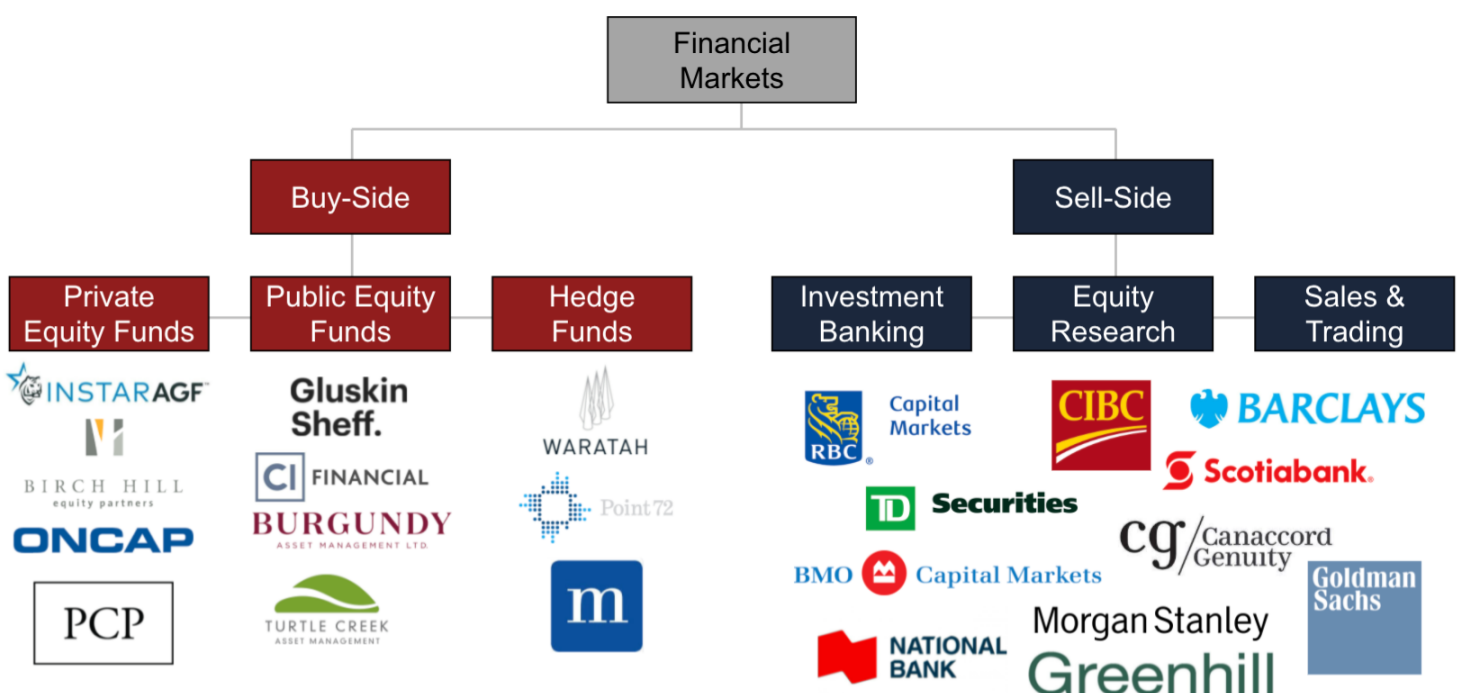 Financial
Markets
Buy-Side
Sell-Side
Private
Equity Funds
Public Equity
Funds
Hedge
Funds
Investment
Banking
Equity
Research
Sales &
Trading
INSTARAGF™
BIRCH HILL
equity partners
ONCAP
PCP
Gluskin
Sheff.
CI FINANCIAL
BURGUNDY
ASSET MANAGEMENT LTD.
TURTLE CREEK
ASSET MANAGEMENT
WARATAH
Point72
m
RBC ®
Capital
Markets
CIBC
BARCLAYS
Scotiabank.
TD Securities
cg/Canaccord
Genuity
BMO Capital Markets
Goldman
Sachs
Morgan Stanley
NATIONAL
BANK
Greenhill